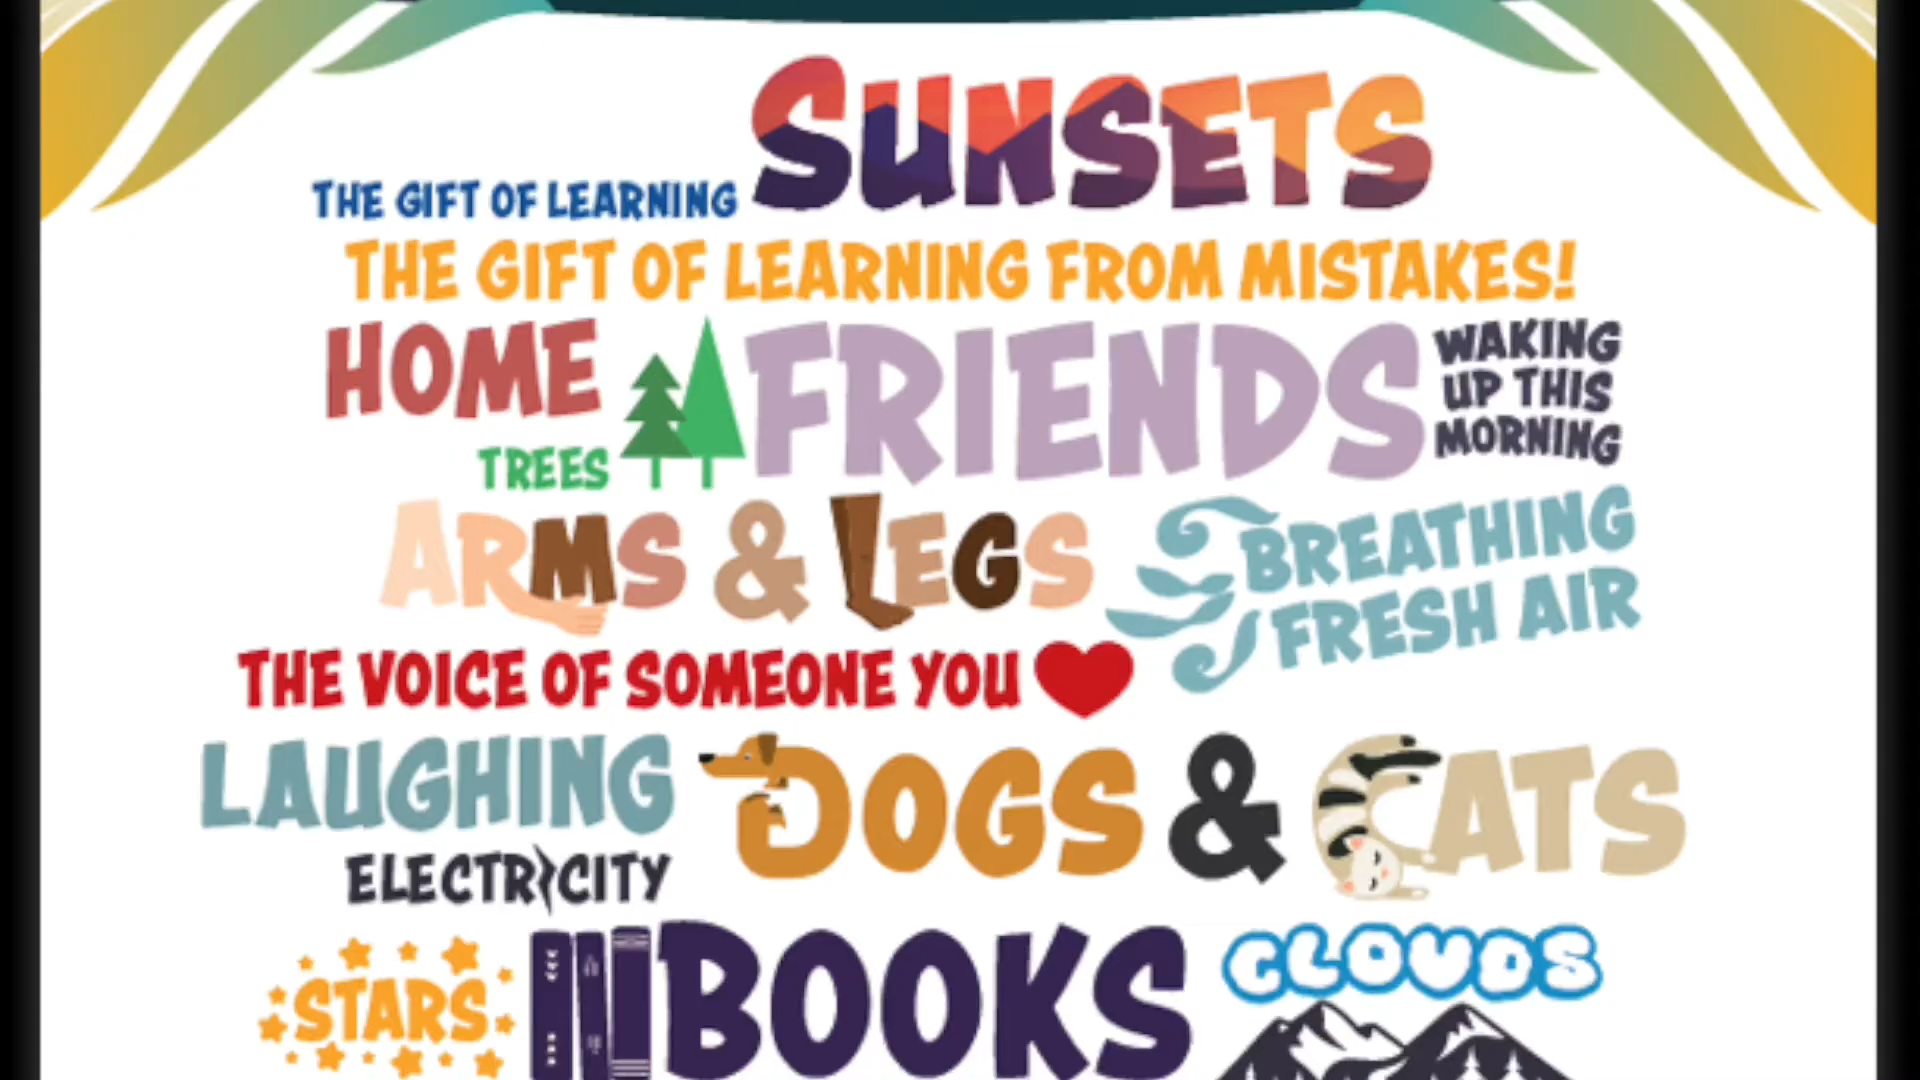 SUNSETS
THE GIFT OF LEARNING
THE GIFT OF LEARNING FROM MISTAKES!
HOME
TREES
FRIENDS
WAKING
UP THIS
MORNING
ARMS & LEGS
BREATHING
FRESH AIR
THE VOICE OF SOMEONE YOU
LAUGHING
ELECTRICITY
DOGS & CATS
STARS
BOOKS
CLOUDS